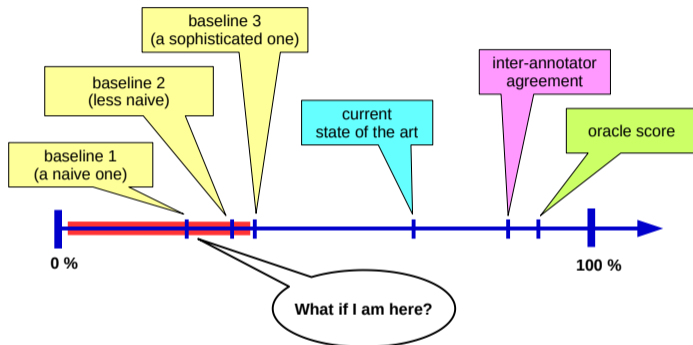 baseline 3
(a sophisticated one)
baseline 2
(less naive)
baseline 1
(a naive one)
current
state of the art
inter-annotator
agreement
oracle score
0 %
100 %
What if I am here?